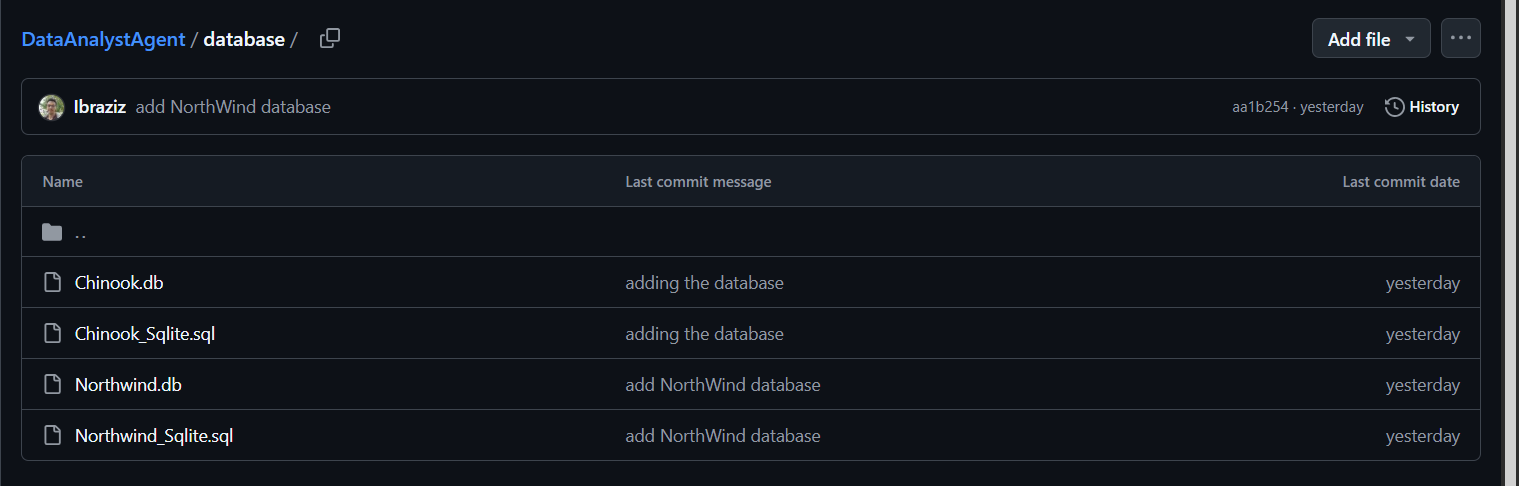 DataAnalystAgent / database /
Add file
···
lbraziz add NorthWind database
aa1b254 · yesterday
History
Name Last commit message Last commit date
..
Chinook.db adding the database yesterday
Chinook_Sqlite.sql adding the database yesterday
Northwind.db add NorthWind database yesterday
Northwind_Sqlite.sql add NorthWind database yesterday